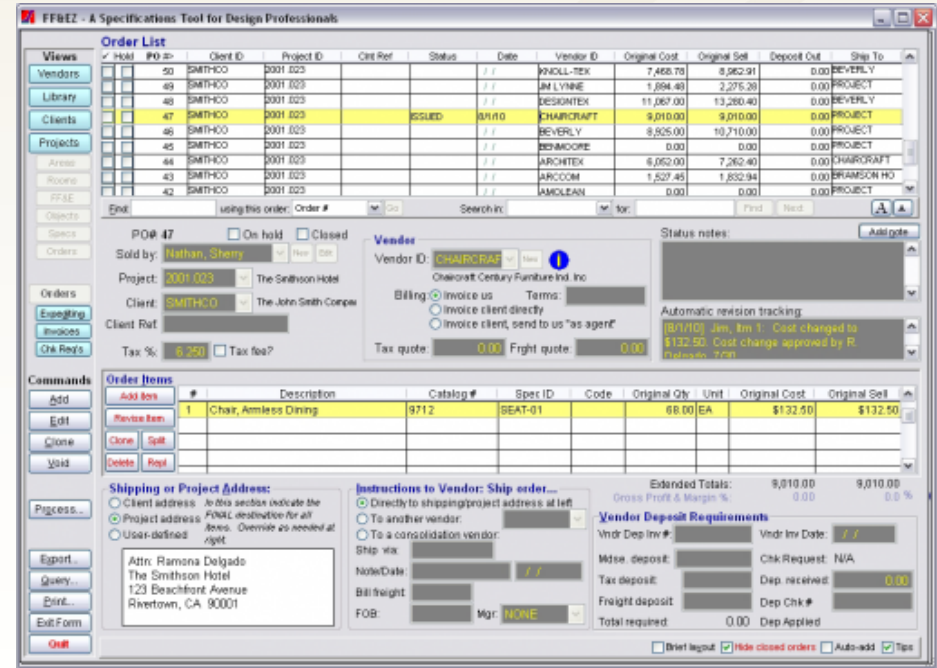 FF&EZ - A Specifications Tool for Design Professionals
Order List
Views
✓ Hold PO => Client ID Project ID Clnt Ref Status Date Vendor ID Original Cost Original Sell Deposit Out Ship To
50 SMITHCO 2001.023 / / KNOLL-TEX 7,468.78 8,962.91 0.00 BEVERLY
49 SMITHCO 2001.023 / / JM LYNNE 1,894.48 2,275.28 0.00 PROJECT
48 SMITHCO 2001.023 / / DESIGNTEX 11,067.00 13,280.40 0.00 BEVERLY
47 SMITHCO 2001.023 ISSUED 8/1/10 CHAIRCRAFT 9,010.00 9,010.00 0.00 PROJECT
46 SMITHCO 2001.023 / / BEVERLY 8,925.00 10,710.00 0.00 PROJECT
45 SMITHCO 2001.023 / / BENMOORE 0.00 0.00 0.00 PROJECT
44 SMITHCO 2001.023 / / ARCHITEX 6,052.00 7,262.40 0.00 CHAIRCRAFT
43 SMITHCO 2001.023 / / ARCCOM 1,527.45 1,832.94 0.00 BRAMSON HO
42 SMITHCO 2001.023 / / AMOLEAN 0.00 0.00 0.00 PROJECT
Vendors
Library
Clients
Projects
Areas
Rooms
FF&E
Objects
Specs
Orders
Find: using this order: Order # Go Search in: for: Find Next A
PO# 47 On hold Closed
Sold by: Nathan, Sherry New Edit
Project: 2001.023 The Smithson Hotel
Client: SMITHCO The John Smith Compa
Client Ref:
Tax %: 6.250 Tax fee?
Vendor
Vendor ID: CHAIRCRAF New i
Chaircraft Century Furniture Ind. Inc
Billing: Invoice us Terms:
Invoice client directly
Invoice client, send to us "as agent"
Tax quote: 0.00 Frght quote: 0.00
Status notes: Add note
Automatic revision tracking:
[8/1/10] Jim, Itm 1: Cost changed to
$132.50. Cost change approved by R.
Delgado, 7/30
Orders
Expediting
Invoices
Chk Req's
Commands
Add
Edit
Clone
Void
Process...
Export...
Query...
Print...
Exit Form
Quit
Order Items
Add Item
Revise Item
Clone Split
Delete Repl
# Description Catalog # Spec ID Code Original Qty Unit Original Cost Original Sell
1 Chair, Armless Dining 9712 SEAT-01 68.00 EA $132.50 $132.50
Extended Totals: 9,010.00 9,010.00
Gross Profit & Margin %: 0.00 0.0 %
Shipping or Project Address:
Client address
Project address
User-defined
In this section indicate the
FINAL destination for all
items. Override as needed at
right.
Attn: Ramona Delgado
The Smithson Hotel
123 Beachfront Avenue
Rivertown, CA 90001
Instructions to Vendor: Ship order....
Directly to shipping/project address at left
To another vendor:
To a consolidation vendor:
Ship via:
Note/Date: / /
Bill freight:
FOB: Mgr: NONE
Vendor Deposit Requirements
Vndr Dep Inv #: Vndr Inv Date: / /
Mdse. deposit: Chk Request: N/A
Tax deposit: Dep. received: 0.00
Freight deposit: Dep Chk #
Total required: 0.00 Dep Applied
Brief layout Hide closed orders Auto-add Tips